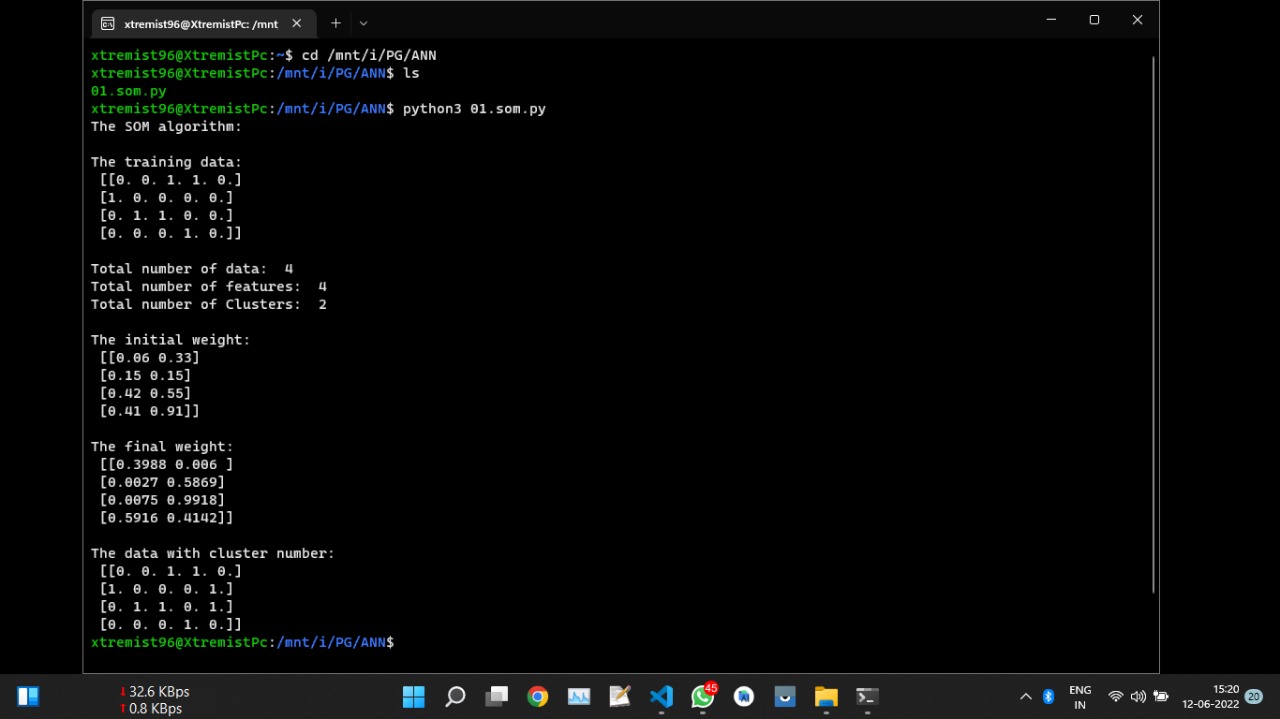 xtremist96@XtremistPc: /mnt
xtremist96@XtremistPc:~$ cd /mnt/i/PG/ANN
xtremist96@XtremistPc:/mnt/i/PG/ANN$ ls
01.som.py
xtremist96@XtremistPc:/mnt/i/PG/ANN$ python3 01.som.py
The SOM algorithm:
The training data:
[[0. 0. 1. 1. 0.]
[1. 0. 0. 0. 0.]
[0. 1. 1. 0. 0.]
[0. 0. 0. 1. 0.]]
Total number of data:  4
Total number of features:  4
Total number of Clusters:  2
The initial weight:
[[0.06 0.33]
[0.15 0.15]
[0.42 0.55]
[0.41 0.91]]
The final weight:
[[0.3988 0.006 ]
[0.0027 0.5869]
[0.0075 0.9918]
[0.5916 0.4142]]
The data with cluster number:
[[0. 0. 1. 1. 0.]
[1. 0. 0. 0. 1.]
[0. 1. 1. 0. 1.]
[0. 0. 0. 1. 0.]]
xtremist96@XtremistPc:/mnt/i/PG/ANN$
↓ 32.6 KBps
↑ 0.8 KBps
45
ENG
IN
15:20
12-06-2022
20